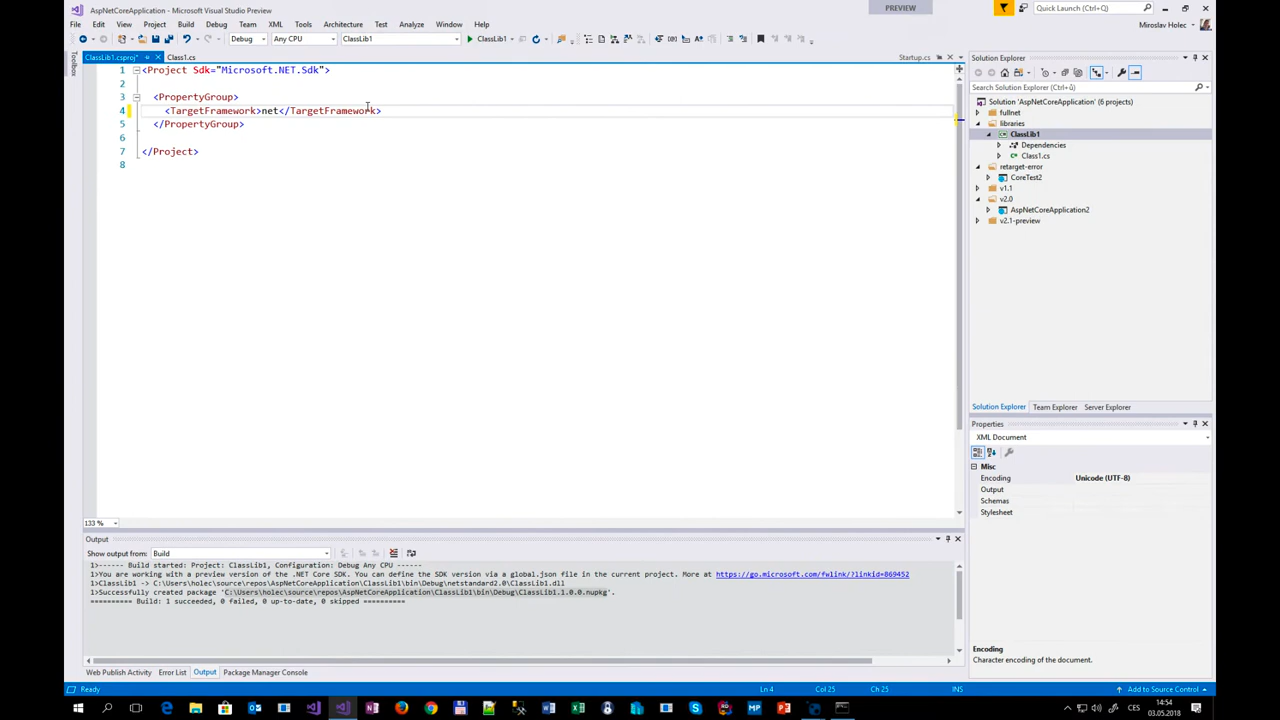 AspNetCoreApplication - Microsoft Visual Studio Preview
PREVIEW
Quick Launch (Ctrl+Q)
File Edit View Project Build Debug Team XML Tools Architecture Test Analyze Window Help
Miroslav Holec
Debug Any CPU ClassLib1 ClassLib1
Toolbox
ClassLib1.csproj* Class1.cs Startup.cs
1 <Project Sdk="Microsoft.NET.Sdk">
2
3 <PropertyGroup>
4 <TargetFramework>net</TargetFramework>
5 </PropertyGroup>
6
7 </Project>
8
133 %
Solution Explorer
Search Solution Explorer (Ctrl+ů)
Solution 'AspNetCoreApplication' (6 projects)
fullnet
libraries
ClassLib1
Dependencies
Class1.cs
retarget-error
CoreTest2
v1.1
v2.0
AspNetCoreApplication2
v2.1-preview
Solution Explorer Team Explorer Server Explorer
Properties
XML Document
Misc
Encoding Unicode (UTF-8)
Output
Schemas
Stylesheet
Encoding
Character encoding of the document.
Output
Show output from: Build
1>------ Build started: Project: ClassLib1, Configuration: Debug Any CPU ------
1>You are working with a preview version of the .NET Core SDK. You can define the SDK version via a global.json file in the current project. More at https://go.microsoft.com/fwlink/?linkid=869452
1>ClassLib1 -> C:\Users\holec\source\repos\AspNetCoreApplication\ClassLib1\bin\Debug\netstandard2.0\ClassLib1.dll
1>Successfully created package 'C:\Users\holec\source\repos\AspNetCoreApplication\ClassLib1\bin\Debug\ClassLib1.1.0.0.nupkg'.
========== Build: 1 succeeded, 0 failed, 0 up-to-date, 0 skipped ==========
Web Publish Activity Error List Output Package Manager Console
Ready Ln 4 Col 25 Ch 25 INS Add to Source Control
CES
14:54
03.05.2018